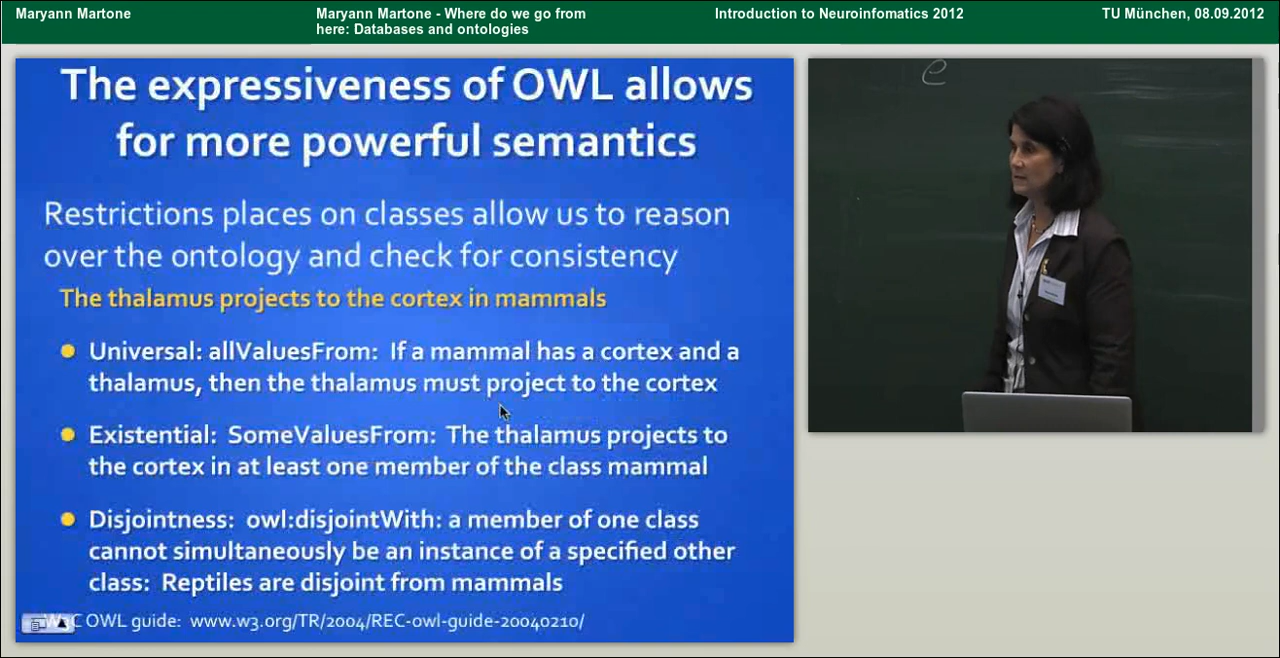 Maryann Martone
Maryann Martone - Where do we go from
here: Databases and ontologies
Introduction to Neuroinfomatics 2012
TU München, 08.09.2012
The expressiveness of OWL allows
for more powerful semantics
Restrictions places on classes allow us to reason
over the ontology and check for consistency
The thalamus projects to the cortex in mammals
Universal: allValuesFrom: If a mammal has a cortex and a
thalamus, then the thalamus must project to the cortex
Existential: SomeValuesFrom: The thalamus projects to
the cortex in at least one member of the class mammal
Disjointness: owl:disjointWith: a member of one class
cannot simultaneously be an instance of a specified other
class: Reptiles are disjoint from mammals
W3C OWL guide: www.w3.org/TR/2004/REC-owl-guide-20040210/
e